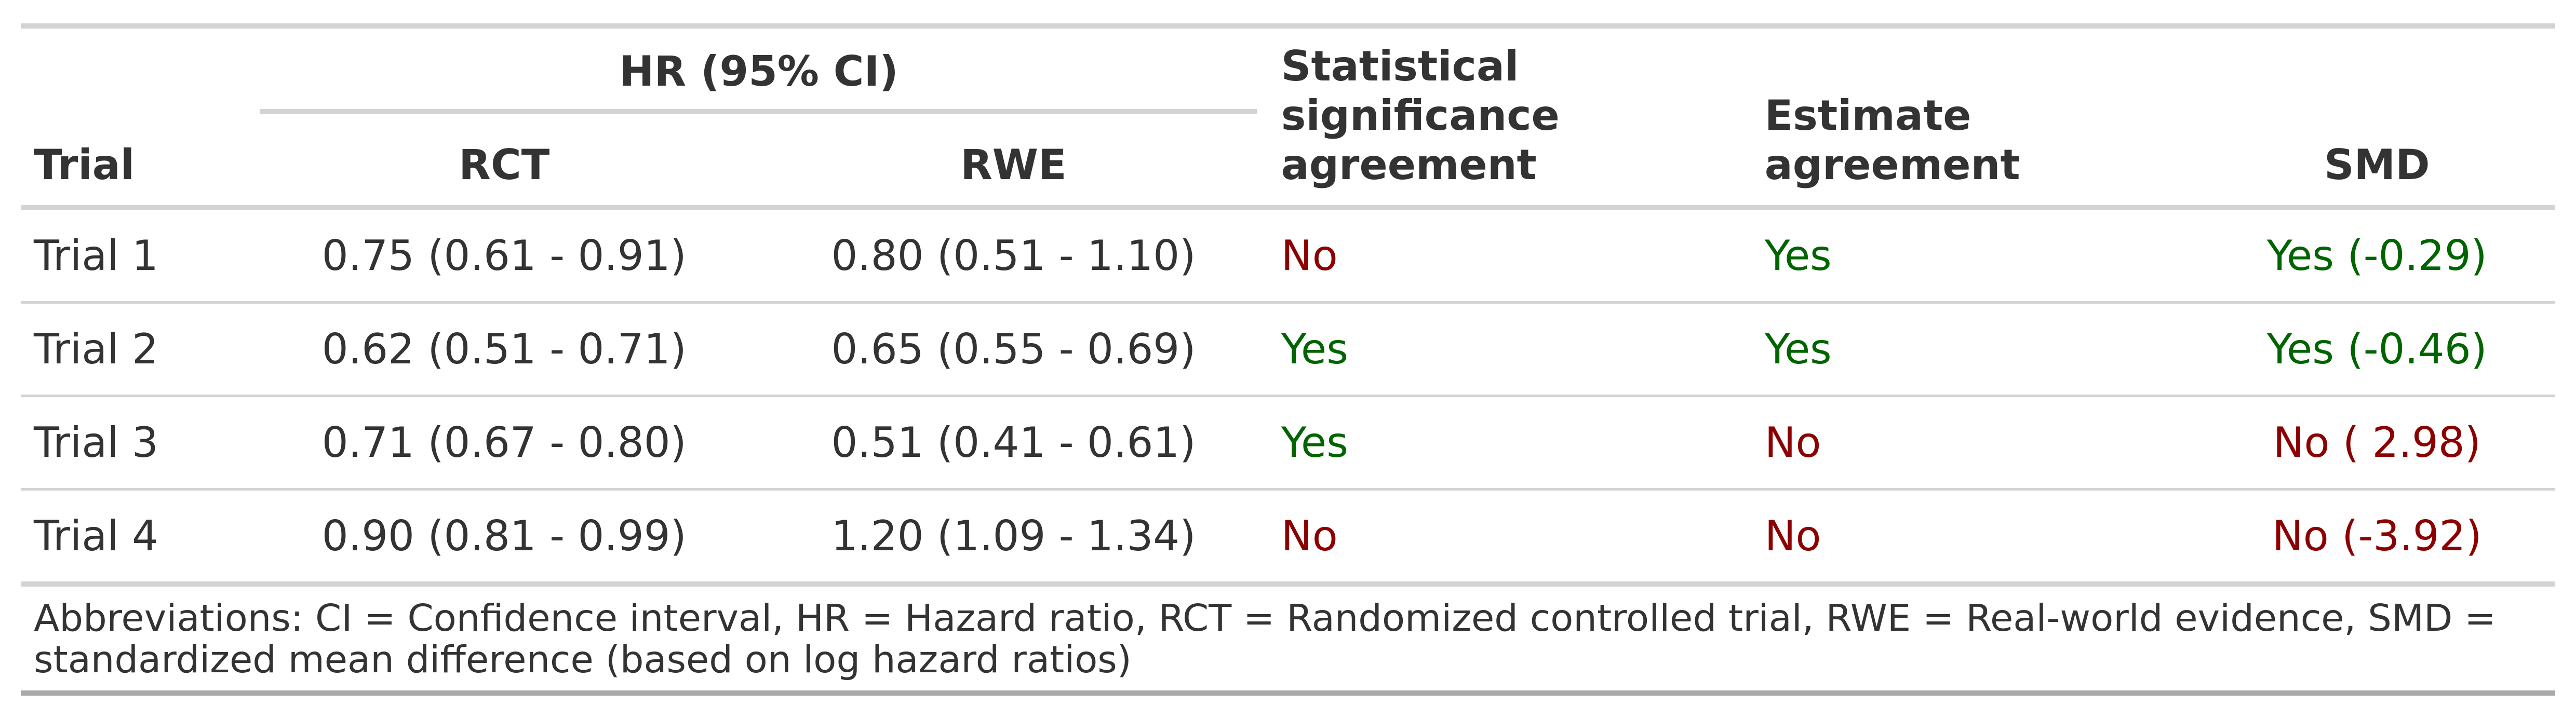 HR (95% CI)
Statistical
significance
agreement
Estimate
agreement
Trial RCT RWE SMD
Trial 1 0.75 (0.61 - 0.91) 0.80 (0.51 - 1.10) No Yes Yes (-0.29)
Trial 2 0.62 (0.51 - 0.71) 0.65 (0.55 - 0.69) Yes Yes Yes (-0.46)
Trial 3 0.71 (0.67 - 0.80) 0.51 (0.41 - 0.61) Yes No No ( 2.98)
Trial 4 0.90 (0.81 - 0.99) 1.20 (1.09 - 1.34) No No No (-3.92)
Abbreviations: CI = Confidence interval, HR = Hazard ratio, RCT = Randomized controlled trial, RWE = Real-world evidence, SMD =
standardized mean difference (based on log hazard ratios)